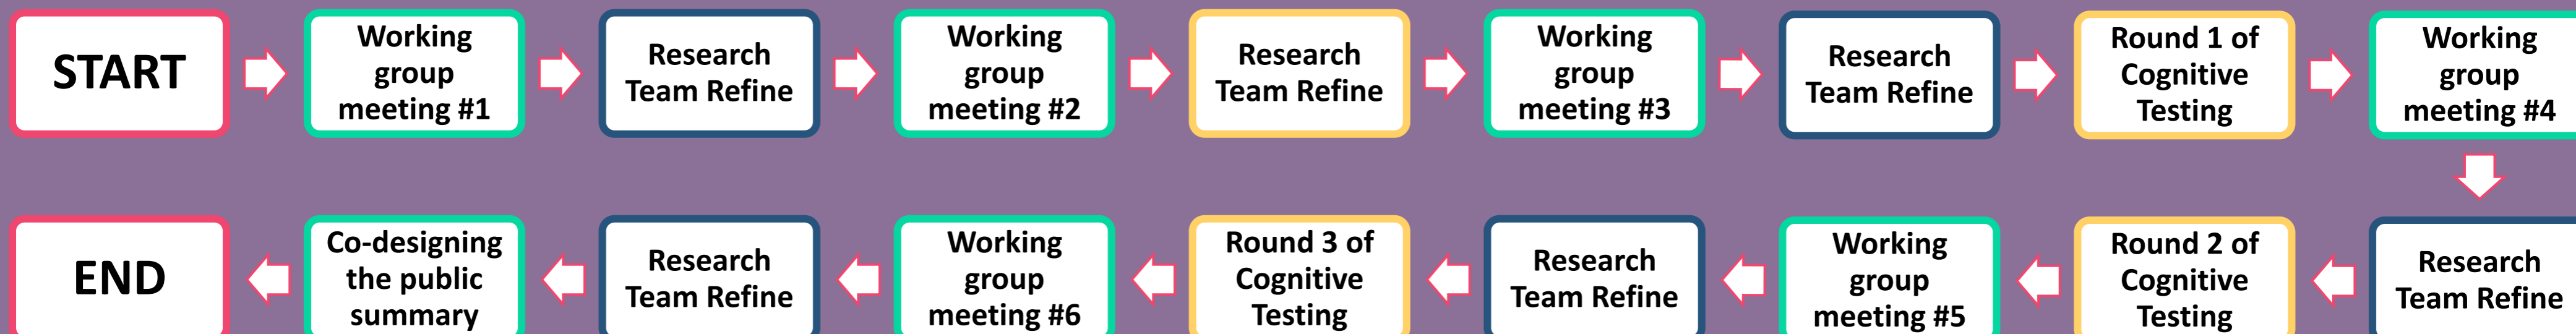 START
Working
group
meeting #1
Research
Team Refine
Working
group
meeting #2
Research
Team Refine
Working
group
meeting #3
Research
Team Refine
Round 1 of
Cognitive
Testing
Working
group
meeting #4
Research
Team Refine
Round 2 of
Cognitive
Testing
Working
group
meeting #5
Research
Team Refine
Round 3 of
Cognitive
Testing
Working
group
meeting #6
Research
Team Refine
Co-designing
the public
summary
END